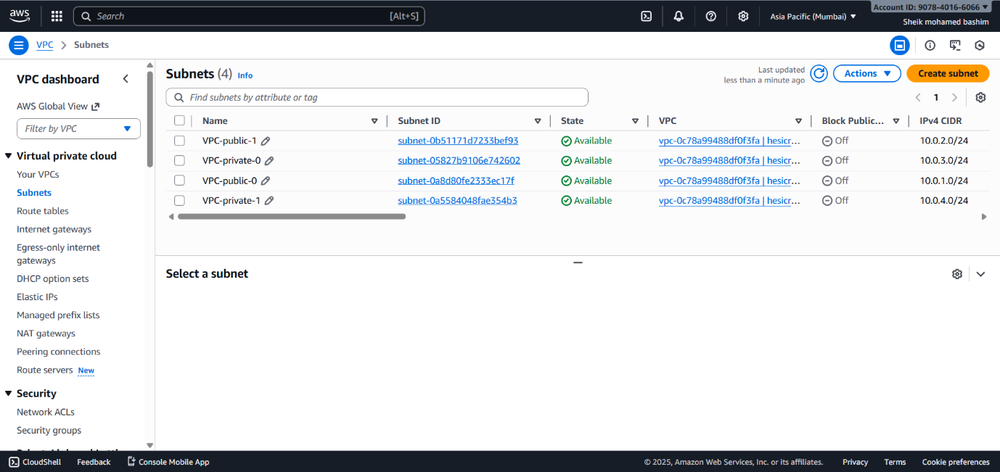 aws
Search [Alt+S]
Asia Pacific (Mumbai)
Account ID: 9078-4016-6066
Sheik mohamed bashim
VPC > Subnets
VPC dashboard
AWS Global View
Filter by VPC
Virtual private cloud
Your VPCs
Subnets
Route tables
Internet gateways
Egress-only internet
gateways
DHCP option sets
Elastic IPs
Managed prefix lists
NAT gateways
Peering connections
Route servers New
Security
Network ACLs
Security groups
Subnets (4) Info
Last updated
less than a minute ago
Actions
Create subnet
Find subnets by attribute or tag
1
Name Subnet ID State VPC Block Public... IPv4 CIDR
VPC-public-1 subnet-0b51171d7233bef93 Available vpc-0c78a99488df0f3fa | hesicr... Off 10.0.2.0/24
VPC-private-0 subnet-05827b9106e742602 Available vpc-0c78a99488df0f3fa | hesicr... Off 10.0.3.0/24
VPC-public-0 subnet-0a8d80fe2333ec17f Available vpc-0c78a99488df0f3fa | hesicr... Off 10.0.1.0/24
VPC-private-1 subnet-0a5584048fae354b3 Available vpc-0c78a99488df0f3fa | hesicr... Off 10.0.4.0/24
Select a subnet
CloudShell Feedback Console Mobile App
© 2025, Amazon Web Services, Inc. or its affiliates. Privacy Terms Cookie preferences